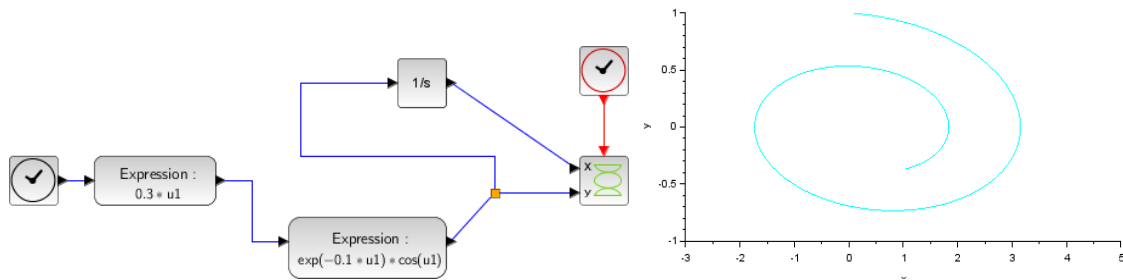 1/s
X
Y
Expression :
0.3 * u1
Expression :
exp(−0.1 * u1) * cos(u1)
1
0.5
0
-0.5
-1
y
-3 -2 -1 0 1 2 3 4 5